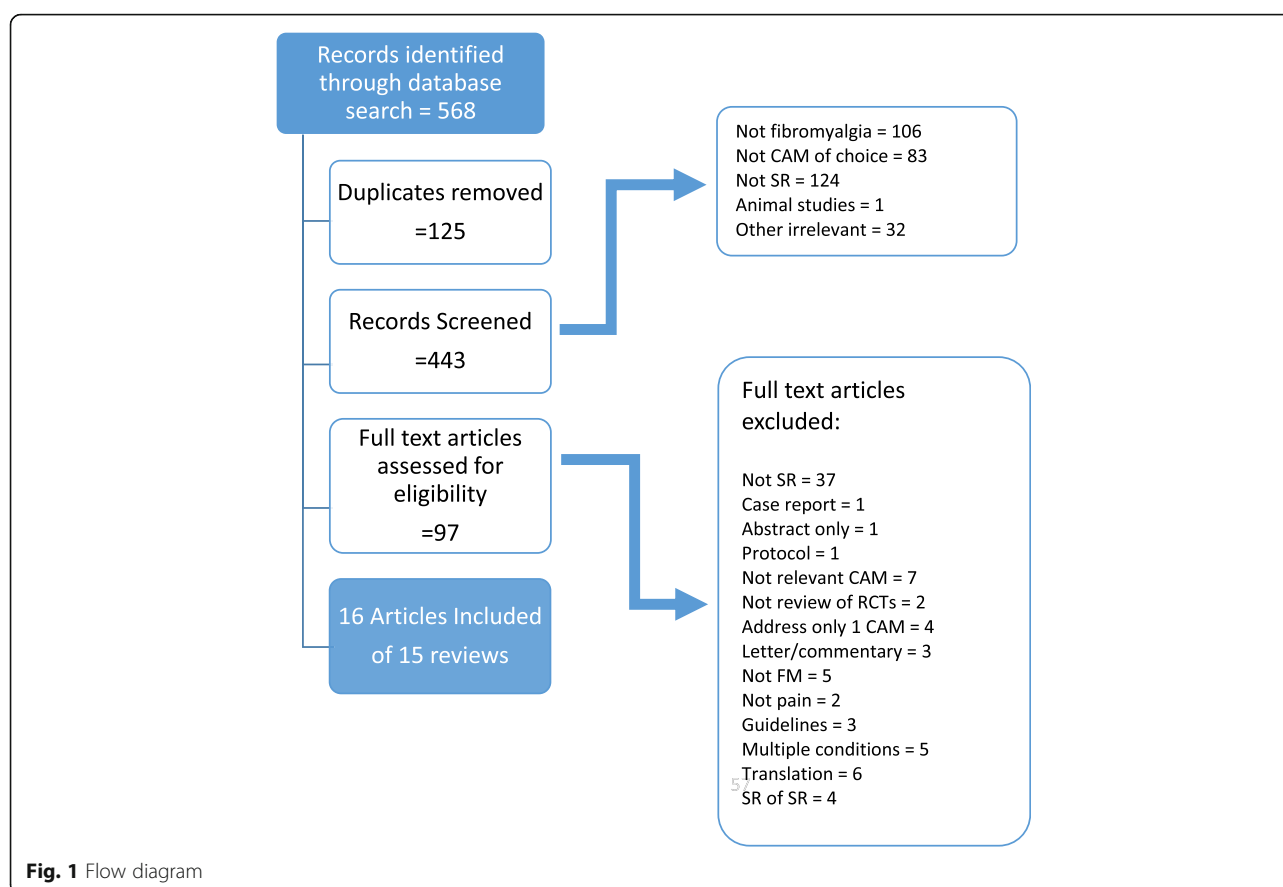 Records identified
through database
search = 568
Duplicates removed
=125
Records Screened
=443
Full text articles
assessed for
eligibility
=97
16 Articles Included
of 15 reviews
Not fibromyalgia = 106
Not CAM of choice = 83
Not SR = 124
Animal studies = 1
Other irrelevant = 32
Full text articles
excluded:
Not SR = 37
Case report = 1
Abstract only = 1
Protocol = 1
Not relevant CAM = 7
Not review of RCTs = 2
Address only 1 CAM = 4
Letter/commentary = 3
Not FM = 5
Not pain = 2
Guidelines = 3
Multiple conditions = 5
Translation = 6
57
SR of SR = 4
Fig. 1 Flow diagram